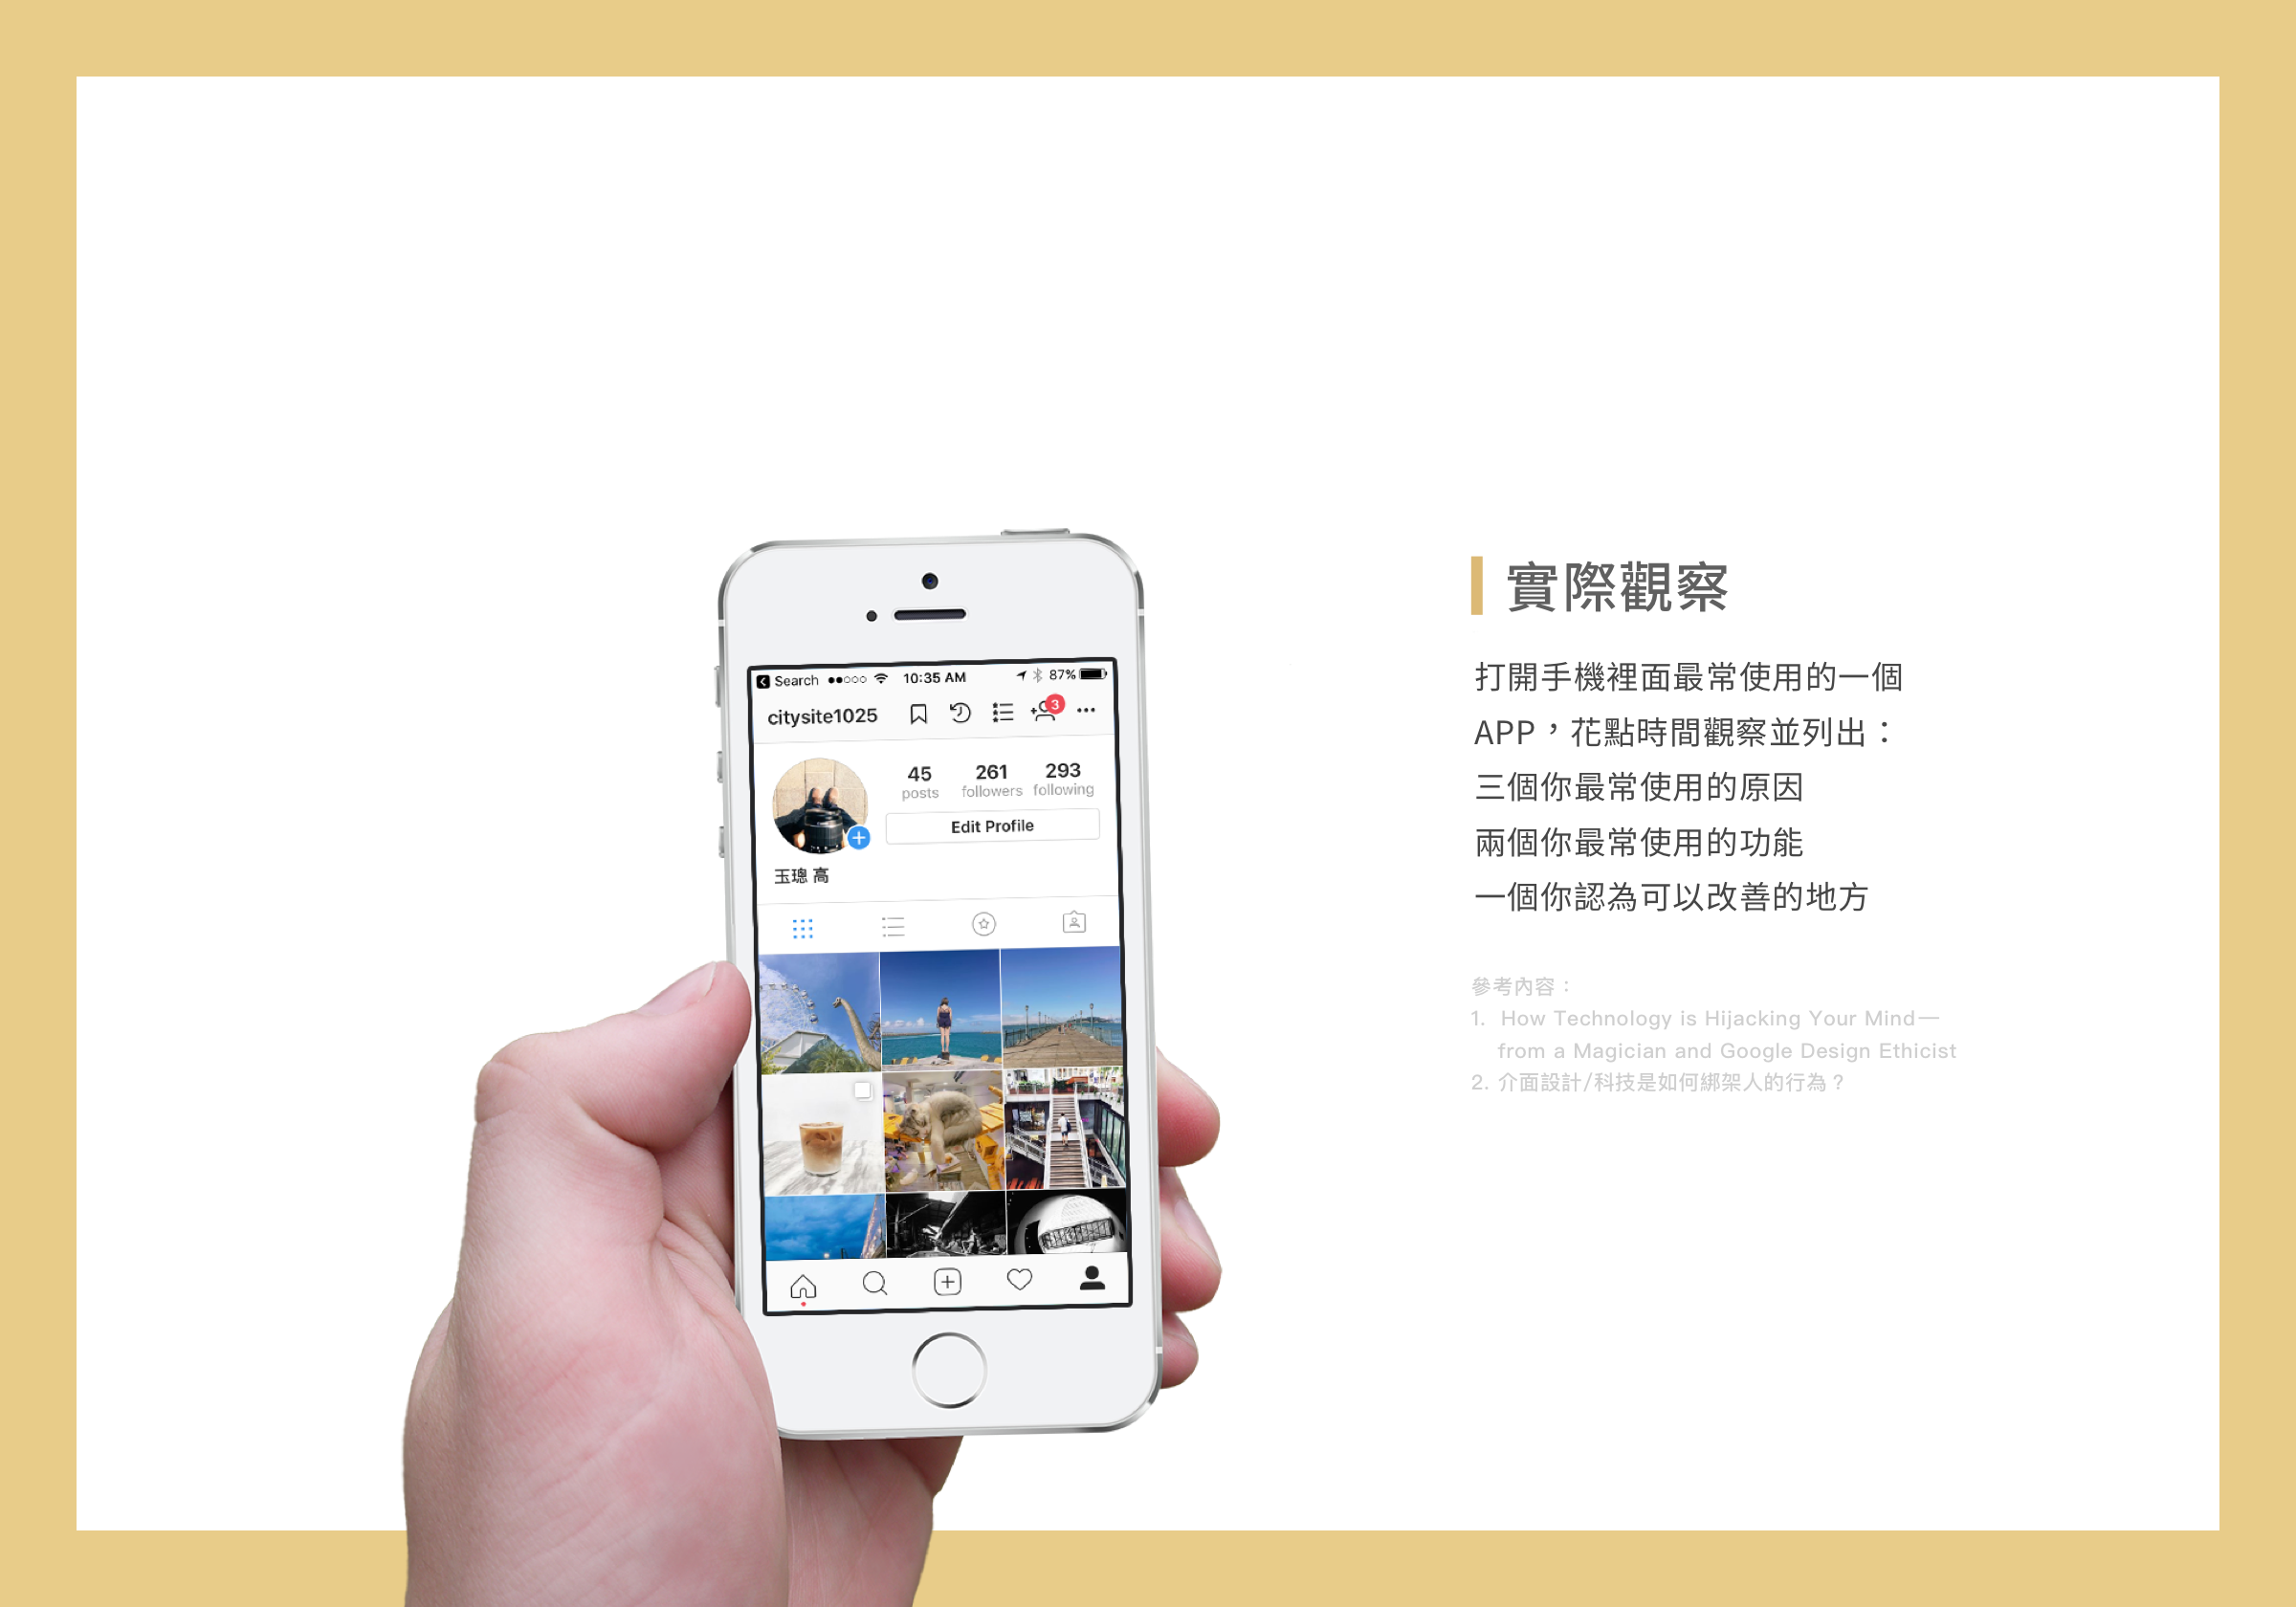 Search 10:35 AM 87%
citysite1025
3
45 261 293
posts followers following
Edit Profile
玉璁 高
實際觀察
打開手機裡面最常使用的一個
APP，花點時間觀察並列出：
三個你最常使用的原因
兩個你最常使用的功能
一個你認為可以改善的地方
參考內容：
1. How Technology is Hijacking Your Mind—
from a Magician and Google Design Ethicist
2. 介面設計/科技是如何綁架人的行為？